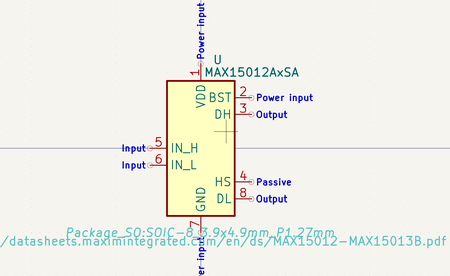 Power input
U
1
MAX15012AxSA
VDD
BST 2 Power input
DH 3 Output
Input 5 IN_H
Input 6 IN_L
HS 4 Passive
DL 8 Output
GND
7
Package_SO:SOIC-8_3.9x4.9mm_P1.27mm
/datasheets.maximintegrated.com/en/ds/MAX15012-MAX15013B.pdf
er input